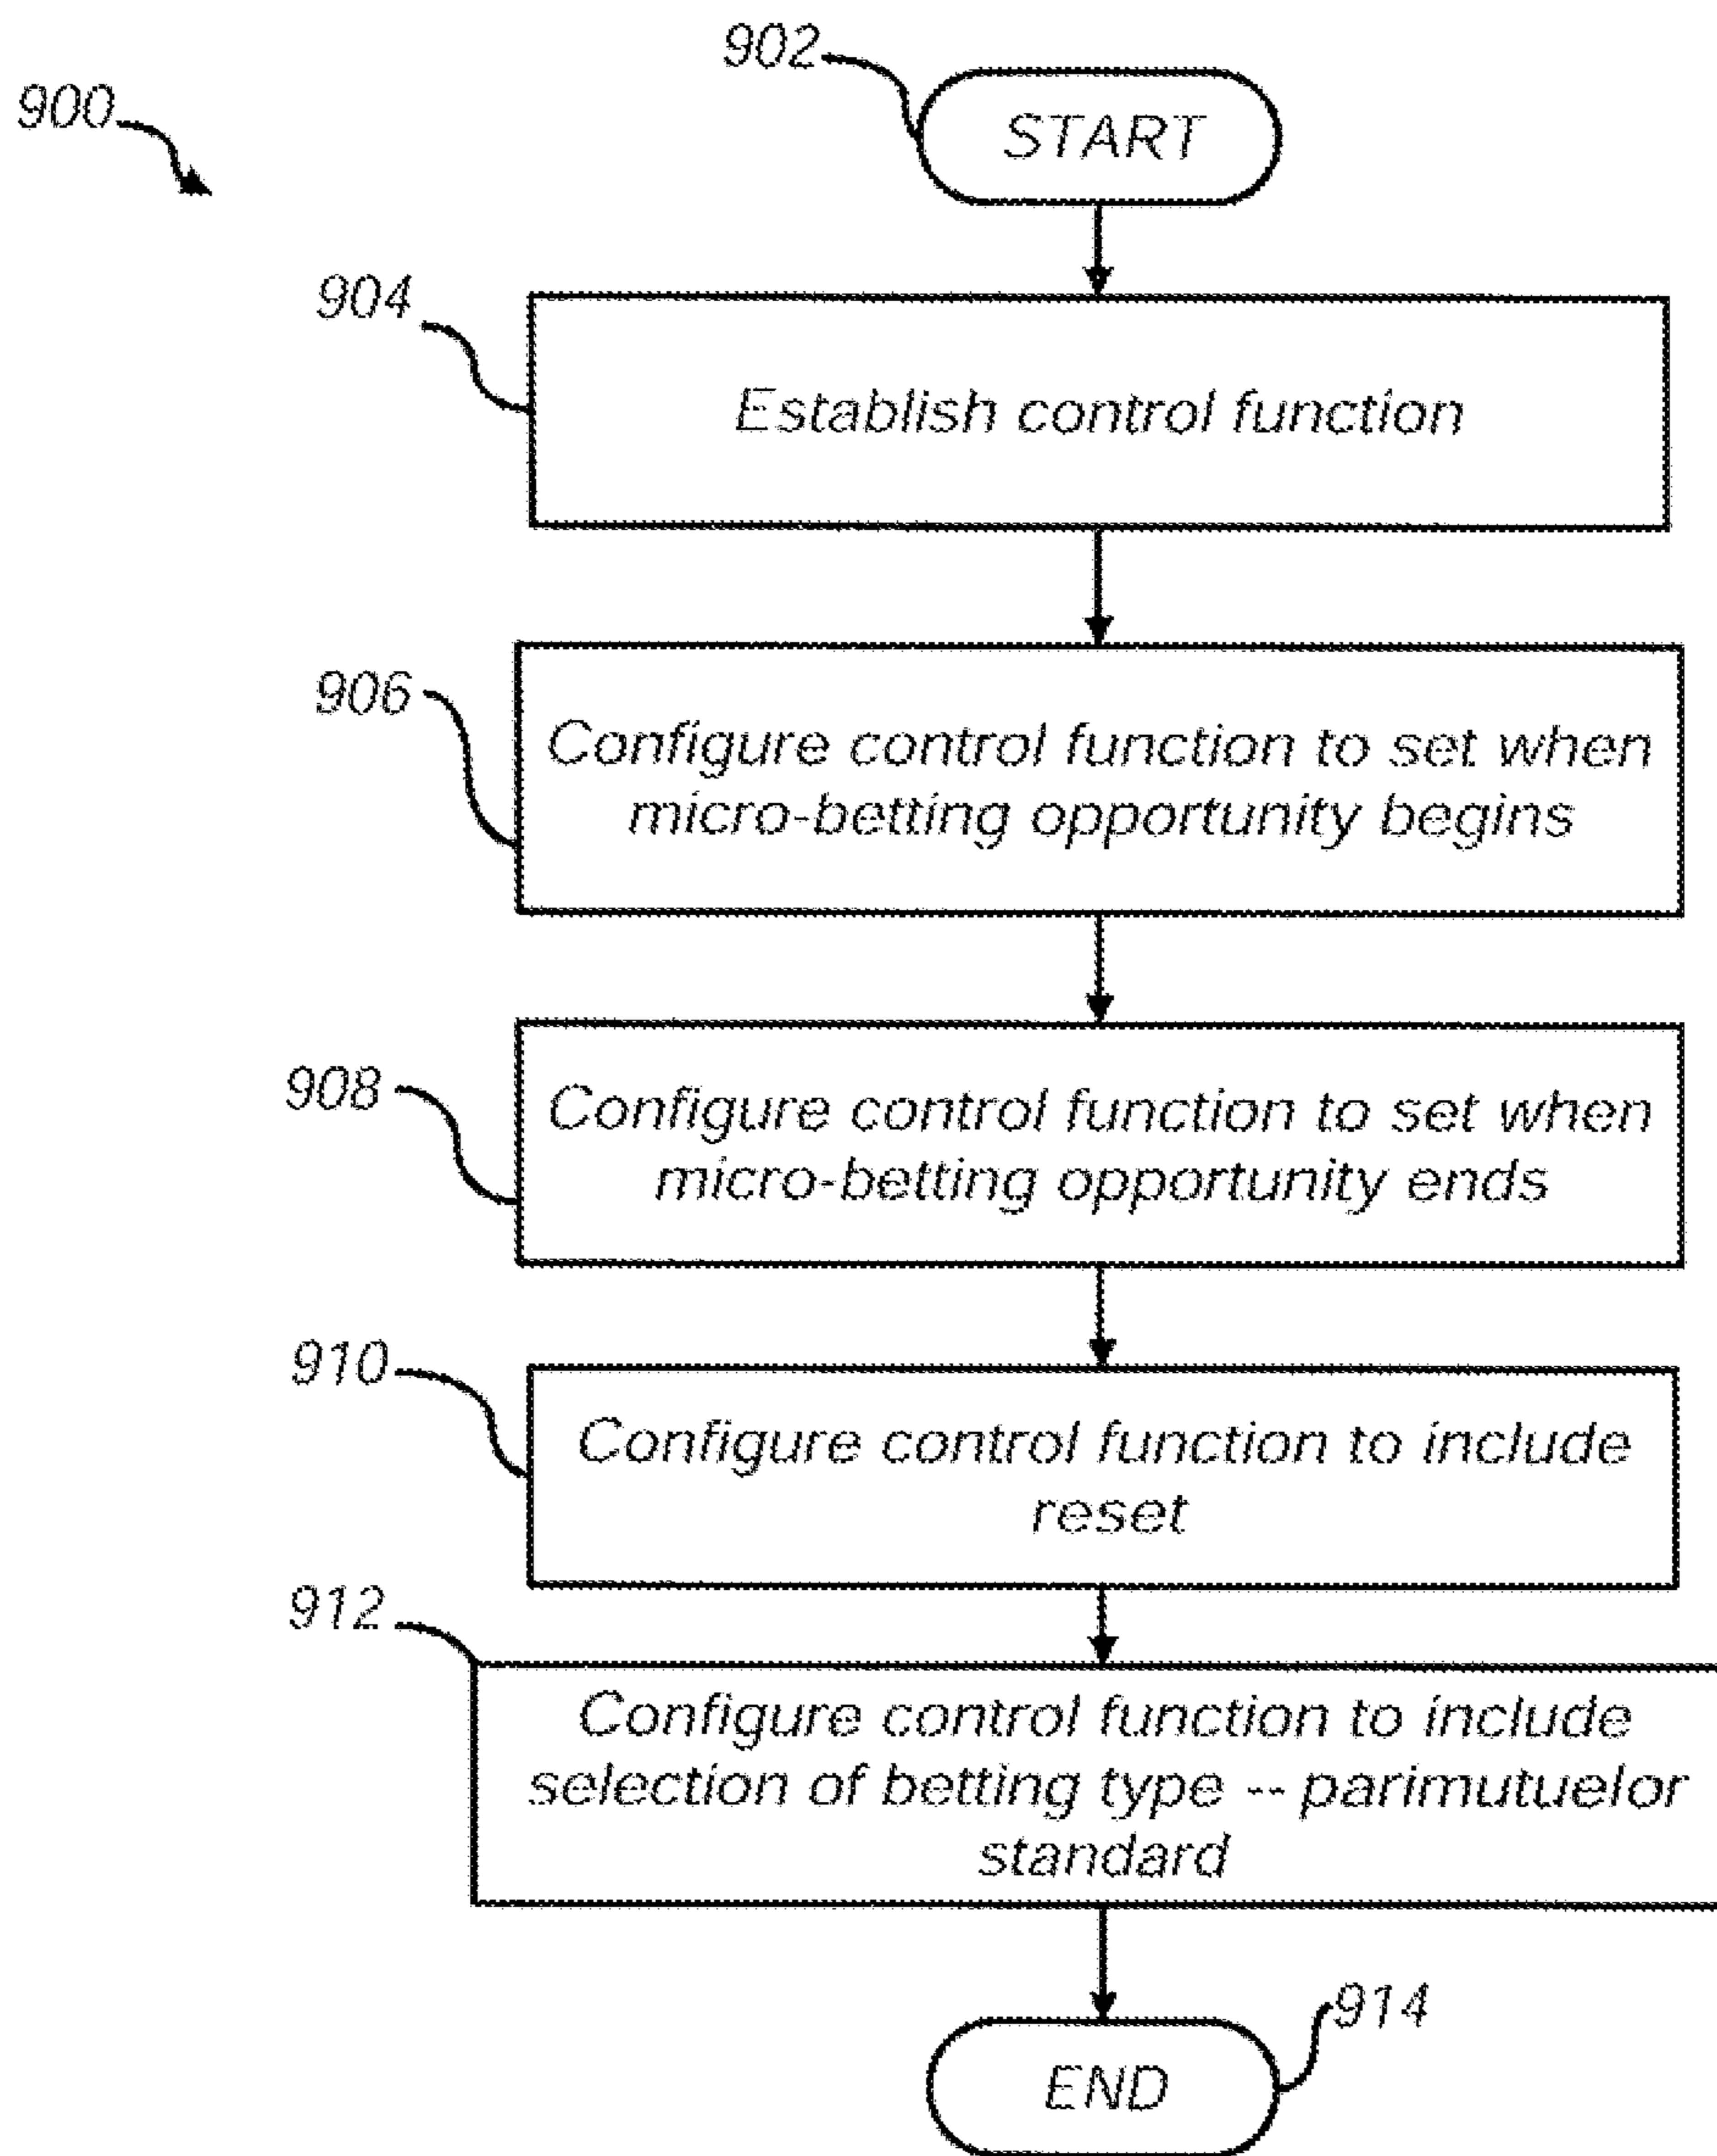 902
START
900
904
Establish control function
906
Configure control function to set when
micro-betting opportunity begins
908
Configure control function to set when
micro-betting opportunity ends
910
Configure control function to include
reset
912
Configure control function to include
selection of betting type -- parimutuelor
standard
914
END